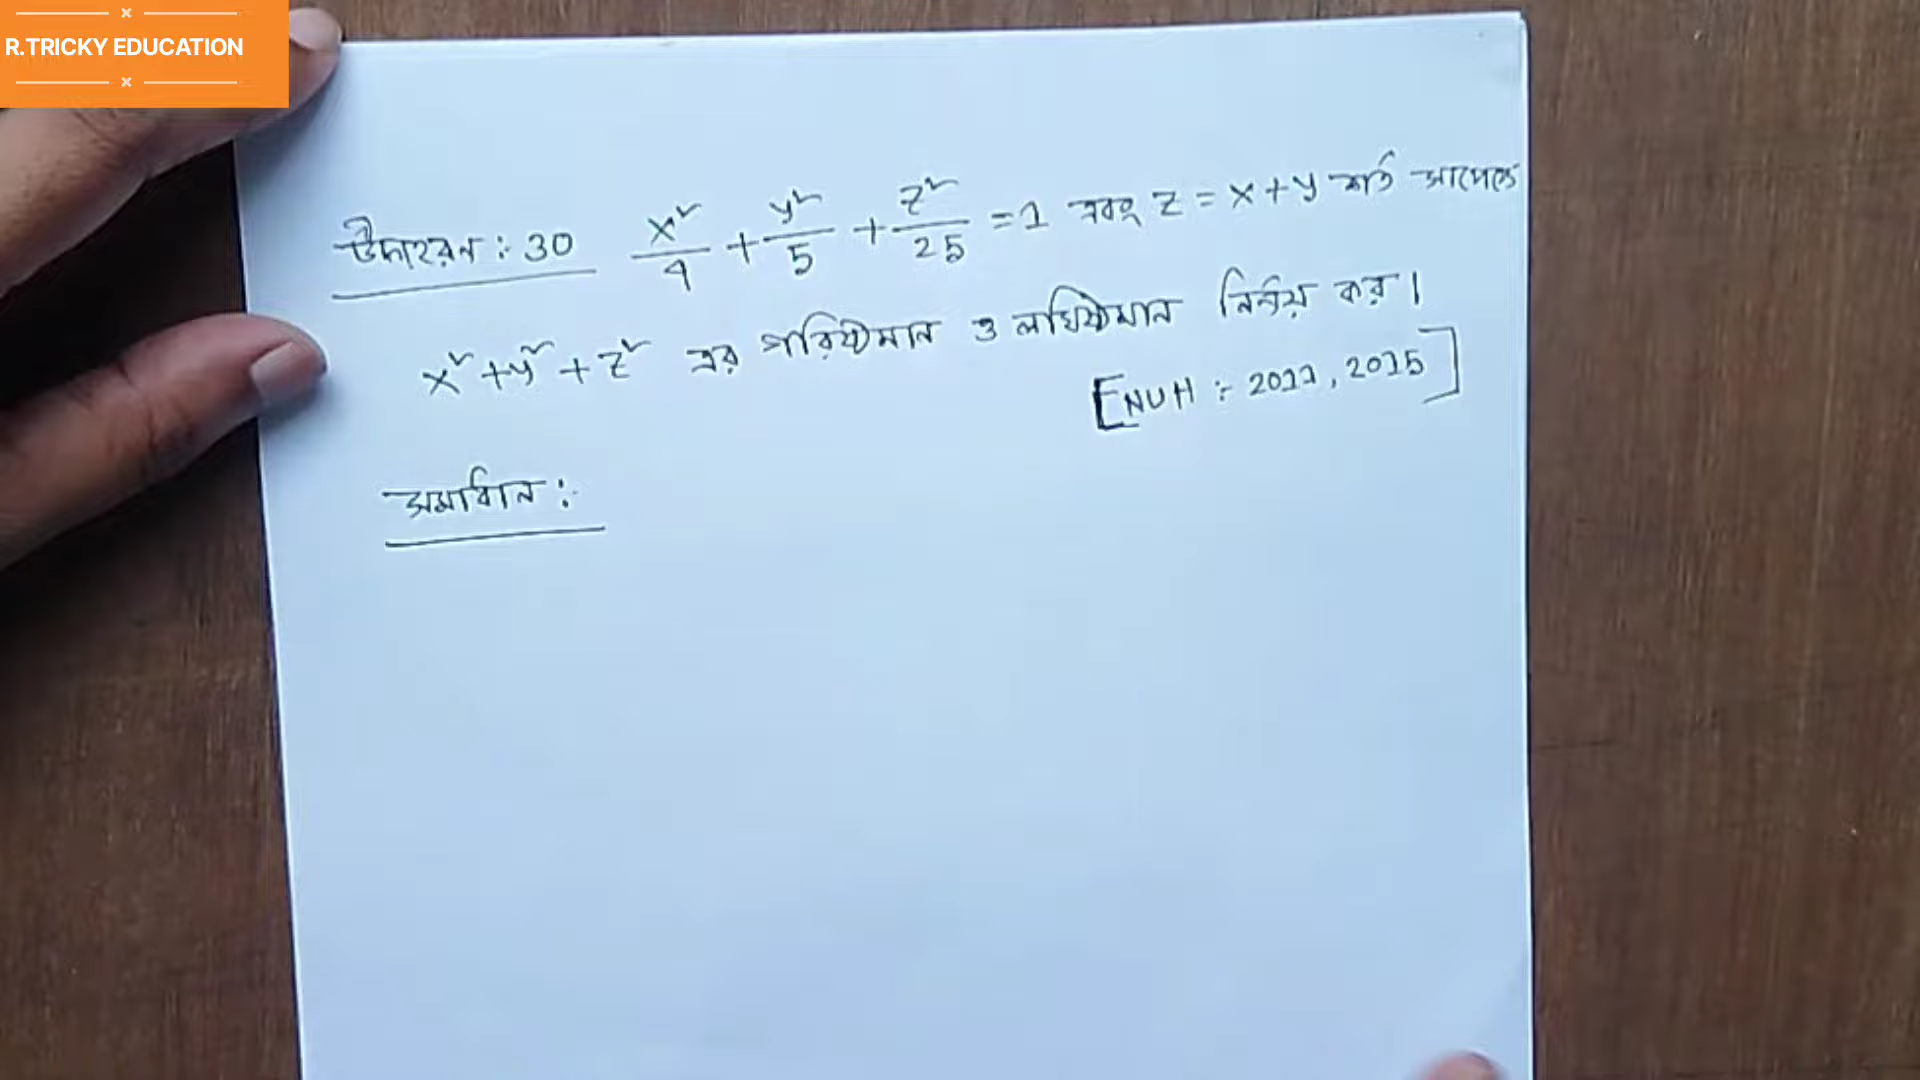 R.TRICKY EDUCATION
উদাহরন : 30 x²/4 + y²/5 + z²/25 = 1 এবং z = x + y শর্ত সাপেক্ষে
x² + y² + z² এর গরিষ্ঠমান ও লঘিষ্ঠমান নির্ণয় কর।
[NUH : 2011, 2015]
সমাধান :